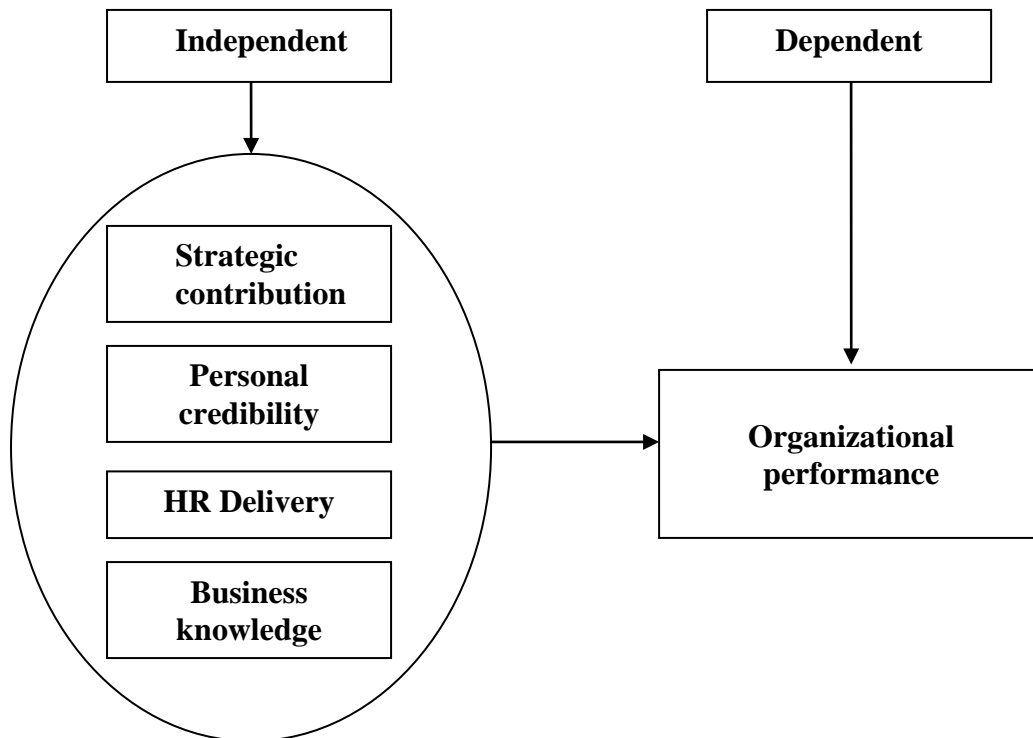 Independent
Dependent
Strategic
contribution
Personal
credibility
HR Delivery
Business
knowledge
Organizational
performance